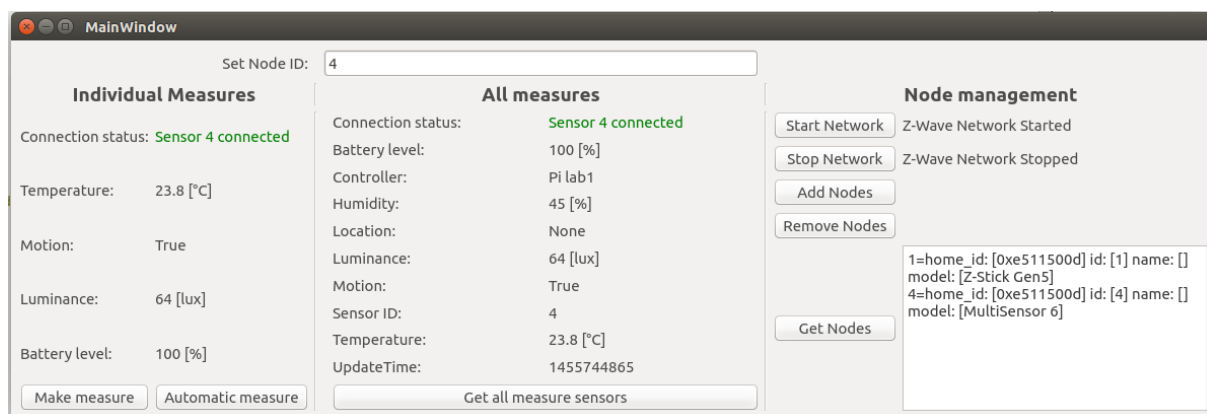 MainWindow
Set Node ID: 4
Individual Measures
Connection status: Sensor 4 connected
Temperature: 23.8 [°C]
Motion: True
Luminance: 64 [lux]
Battery level: 100 [%]
Make measure Automatic measure
All measures
Connection status: Sensor 4 connected
Battery level: 100 [%]
Controller: Pi lab1
Humidity: 45 [%]
Location: None
Luminance: 64 [lux]
Motion: True
Sensor ID: 4
Temperature: 23.8 [°C]
UpdateTime: 1455744865
Get all measure sensors
Node management
Start Network Z-Wave Network Started
Stop Network Z-Wave Network Stopped
Add Nodes
Remove Nodes
Get Nodes
1=home_id: [0xe511500d] id: [1] name: []
model: [Z-Stick Gen5]
4=home_id: [0xe511500d] id: [4] name: []
model: [MultiSensor 6]